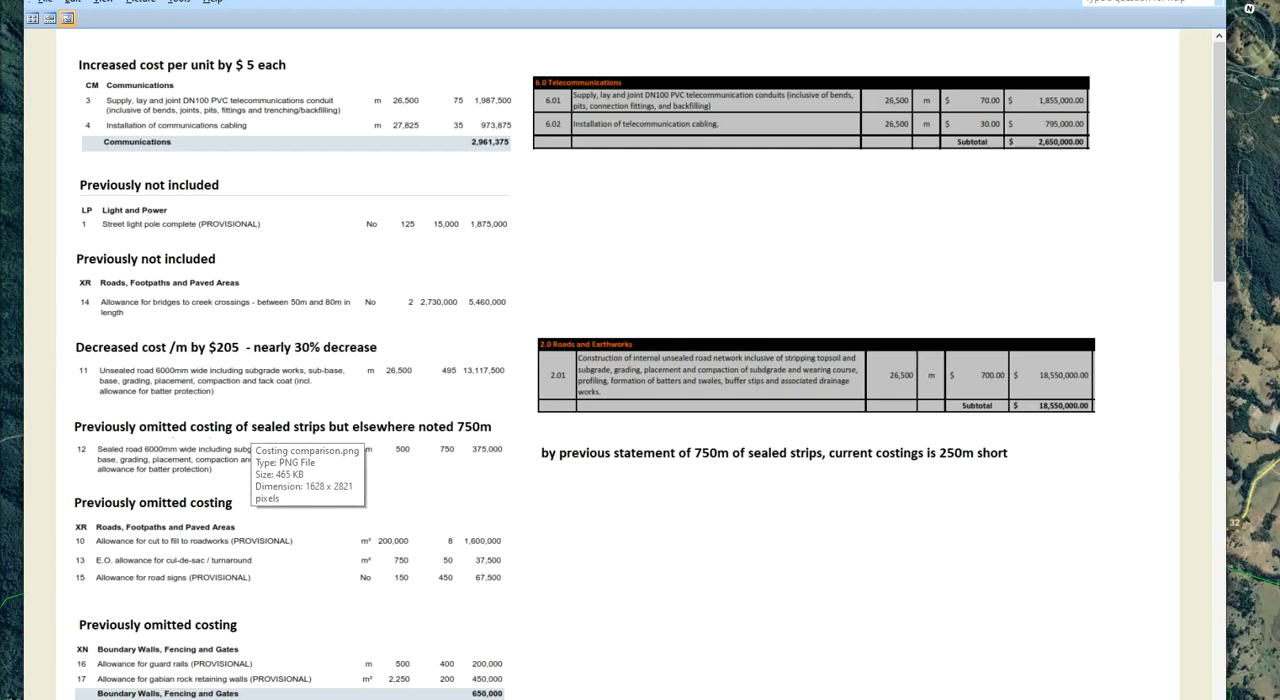 Increased cost per unit by $ 5 each
CM Communications
3 Supply, lay and joint DN100 PVC telecommunications conduit m 26,500 75 1,987,500
(inclusive of bends, joints, pits, fittings and trenching/backfilling)
4 Installation of communications cabling m 27,825 35 973,875
Communications 2,961,375
6.0 Telecommunications
6.01 Supply, lay and joint DN100 PVC telecommunication conduits (inclusive of bends, 26,500 m $ 70.00 $ 1,855,000.00
pits, connection fittings, and backfilling)
6.02 Installation of telecommunication cabling. 26,500 m $ 30.00 $ 795,000.00
Subtotal $ 2,650,000.00
Previously not included
LP Light and Power
1 Street light pole complete (PROVISIONAL) No 125 15,000 1,875,000
Previously not included
XR Roads, Footpaths and Paved Areas
14 Allowance for bridges to creek crossings - between 50m and 80m in No 2 2,730,000 5,460,000
length
Decreased cost /m by $205 - nearly 30% decrease
11 Unsealed road 6000mm wide including subgrade works, sub-base, m 26,500 495 13,117,500
base, grading, placement, compaction and tack coat (incl.
allowance for batter protection)
2.0 Roads and Earthworks
Construction of internal unsealed road network inclusive of stripping topsoil and
subgrade, grading, placement and compaction of subdgrade and wearing course,
2.01 profiling, formation of batters and swales, buffer stips and associated drainage 26,500 m $ 700.00 $ 18,550,000.00
works.
Subtotal $ 18,550,000.00
Previously omitted costing of sealed strips but elsewhere noted 750m
12 Sealed road 6000mm wide including subg m 500 750 375,000
base, grading, placement, compaction an
allowance for batter protection)
Costing comparison.png
Type: PNG File
Size: 465 KB
Dimension: 1628 x 2821
pixels
by previous statement of 750m of sealed strips, current costings is 250m short
Previously omitted costing
XR Roads, Footpaths and Paved Areas
10 Allowance for cut to fill to roadworks (PROVISIONAL) m³ 200,000 8 1,600,000
13 E.O. allowance for cul-de-sac / turnaround m² 750 50 37,500
15 Allowance for road signs (PROVISIONAL) No 150 450 67,500
Previously omitted costing
XN Boundary Walls, Fencing and Gates
16 Allowance for guard rails (PROVISIONAL) m 500 400 200,000
17 Allowance for gabian rock retaining walls (PROVISIONAL) m² 2,250 200 450,000
Boundary Walls, Fencing and Gates 650,000
N
32